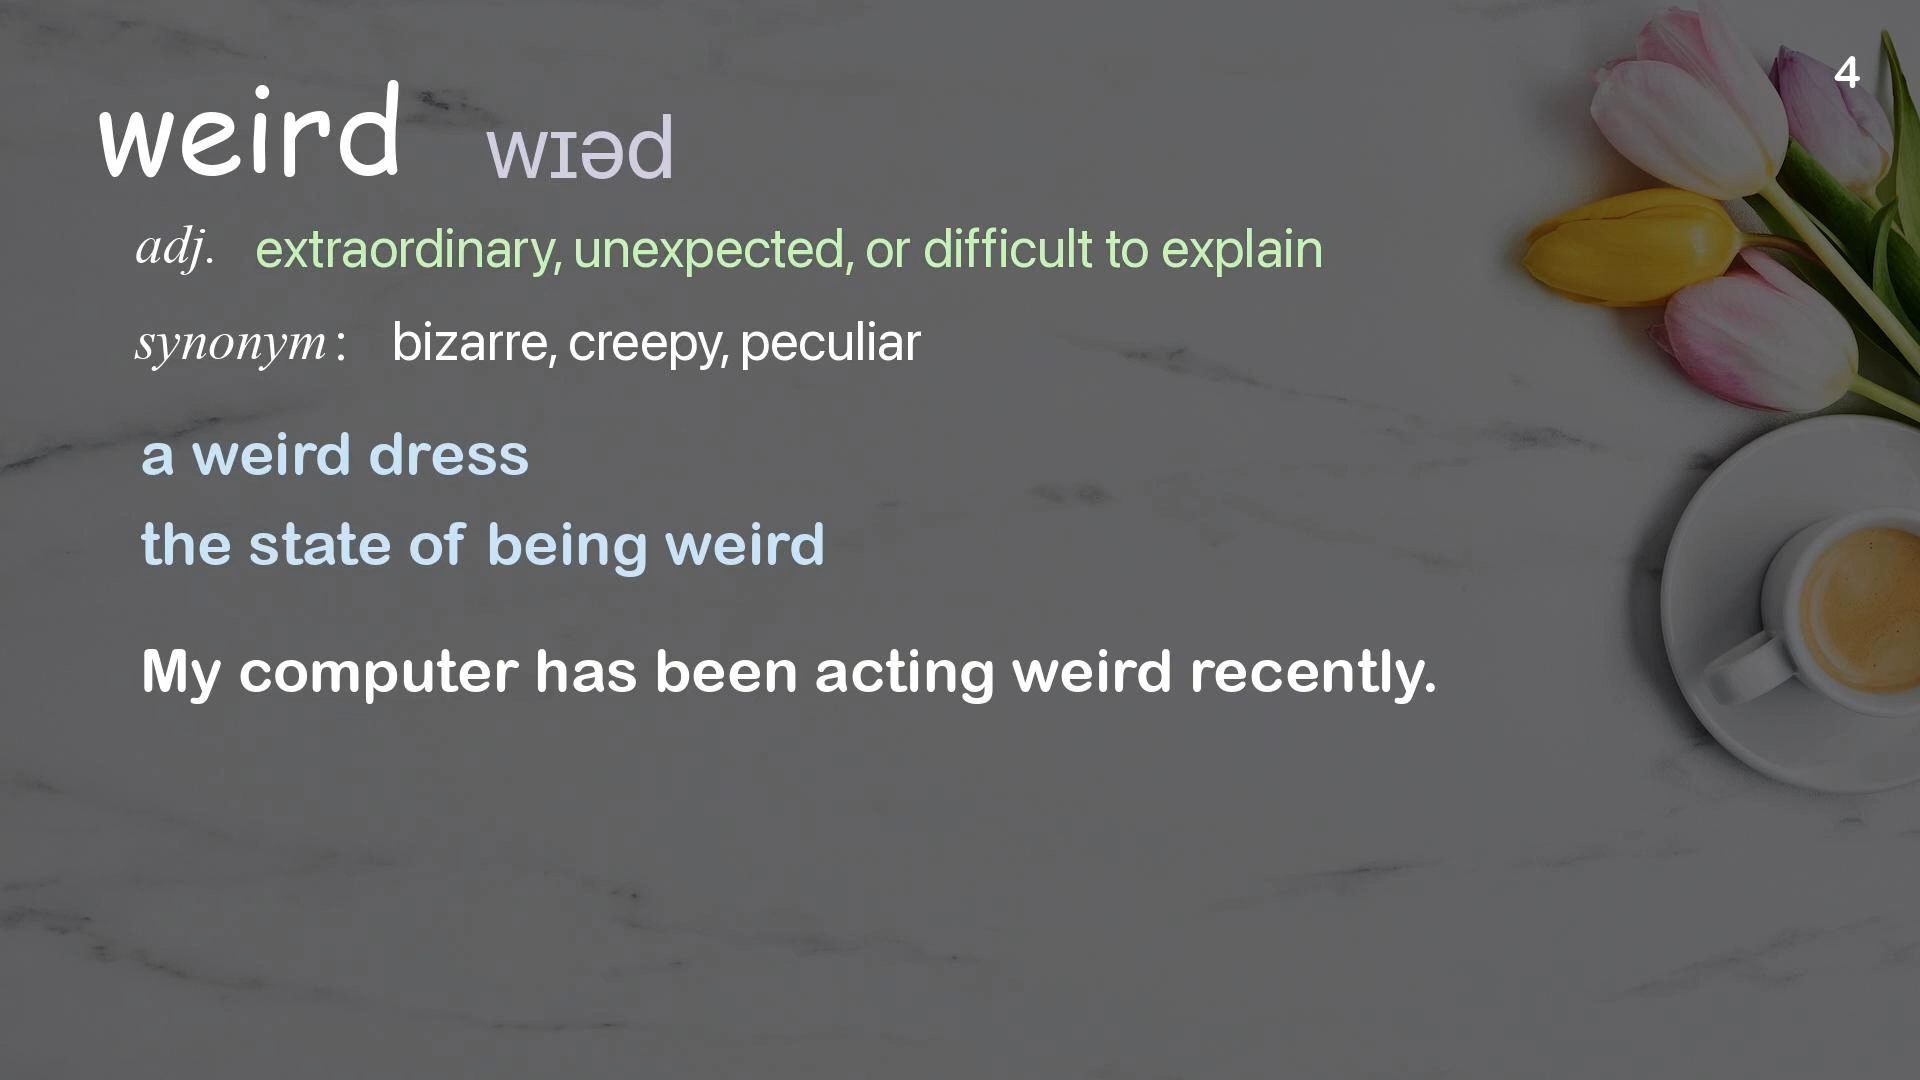 4
weird wɪəd
adj. extraordinary, unexpected, or difficult to explain
synonym : bizarre, creepy, peculiar
a weird dress
the state of being weird
My computer has been acting weird recently.